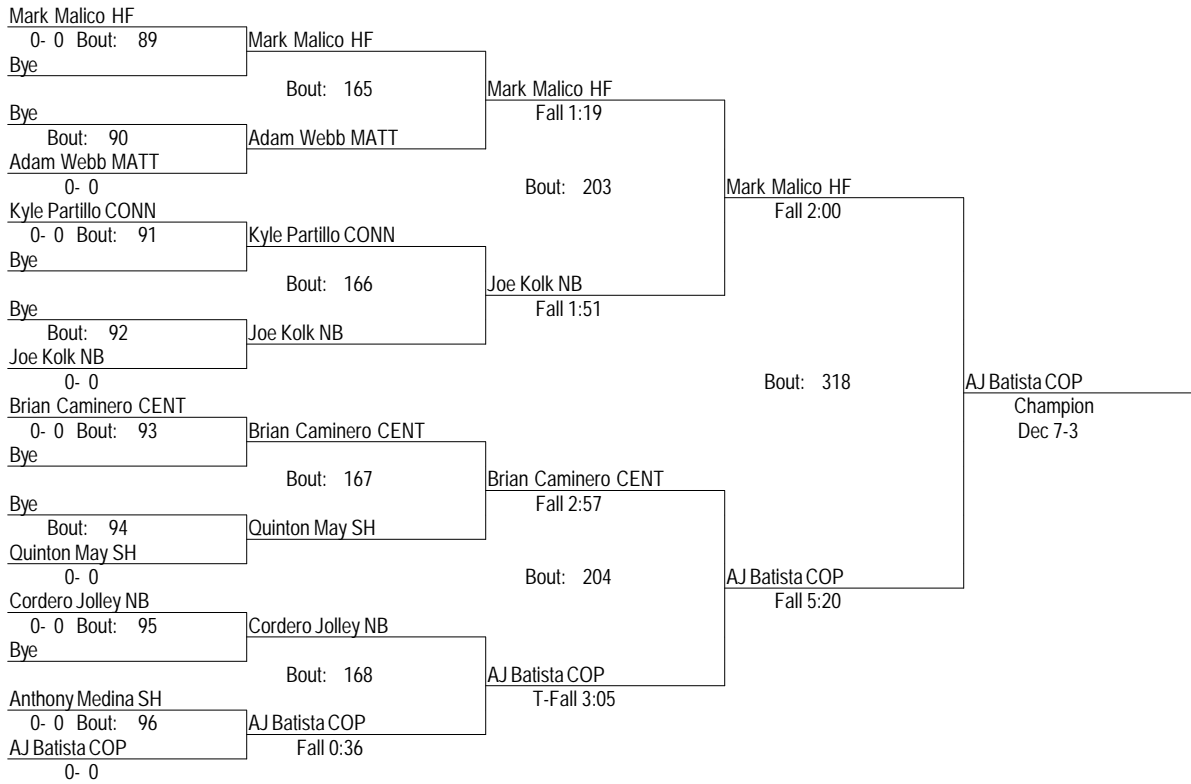 Mark Malico HF
0- 0 Bout: 89
Mark Malico HF
Bye
Bout: 165
Mark Malico HF
Bye
Fall 1:19
Bout: 90
Adam Webb MATT
Adam Webb MATT
0- 0
Bout: 203
Mark Malico HF
Kyle Partillo CONN
Fall 2:00
0- 0 Bout: 91
Kyle Partillo CONN
Bye
Bout: 166
Joe Kolk NB
Bye
Fall 1:51
Bout: 92
Joe Kolk NB
Joe Kolk NB
0- 0
Bout: 318
AJ Batista COP
Brian Caminero CENT
Champion
0- 0 Bout: 93
Brian Caminero CENT
Dec 7-3
Bye
Bout: 167
Brian Caminero CENT
Bye
Fall 2:57
Bout: 94
Quinton May SH
Quinton May SH
0- 0
Bout: 204
AJ Batista COP
Cordero Jolley NB
Fall 5:20
0- 0 Bout: 95
Cordero Jolley NB
Bye
Bout: 168
AJ Batista COP
Anthony Medina SH
T-Fall 3:05
0- 0 Bout: 96
AJ Batista COP
AJ Batista COP
Fall 0:36
0- 0